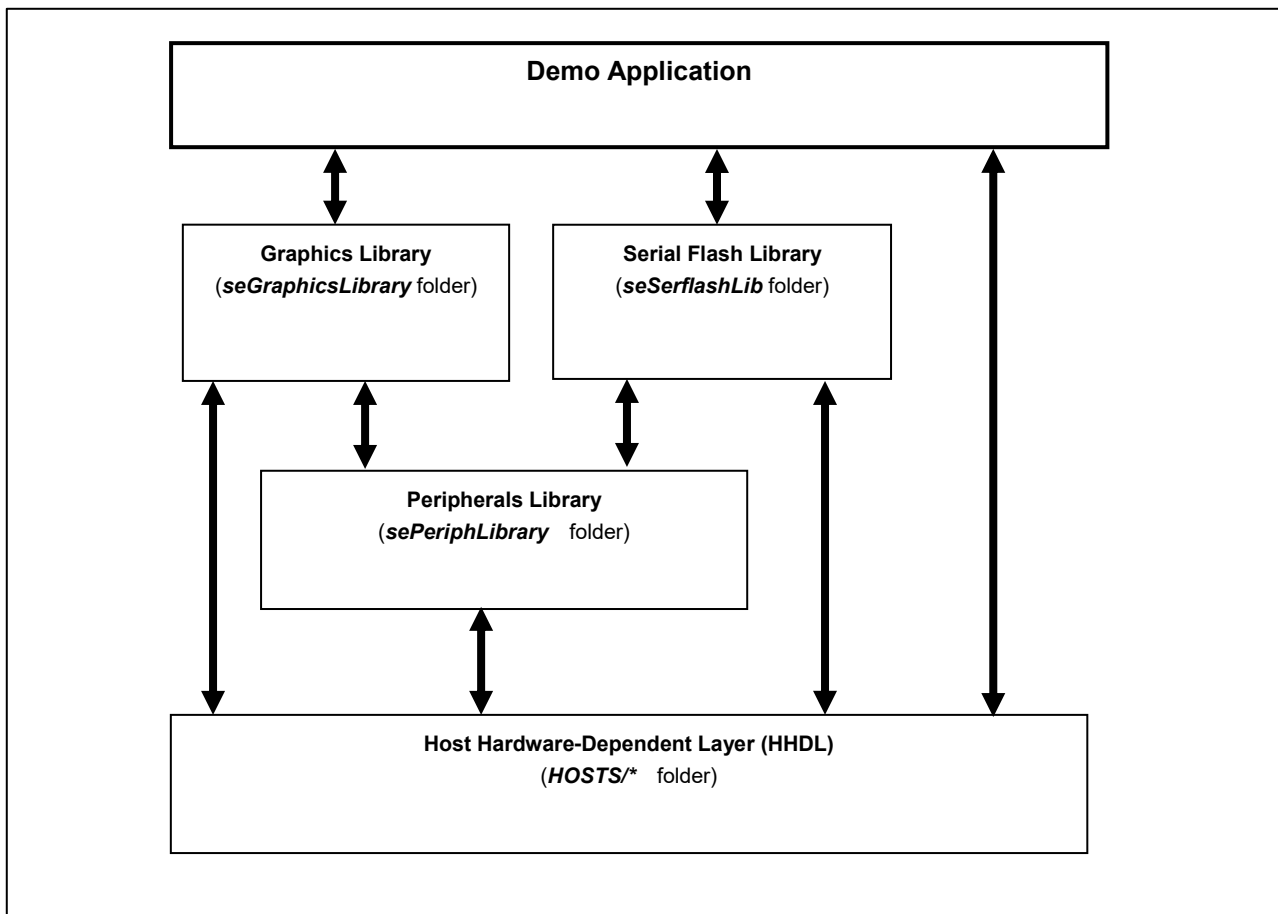 Demo Application
Graphics Library
(seGraphicsLibrary folder)
Serial Flash Library
(seSerflashLib folder)
Peripherals Library
(sePeriphLibrary folder)
Host Hardware-Dependent Layer (HHDL)
(HOSTS/* folder)